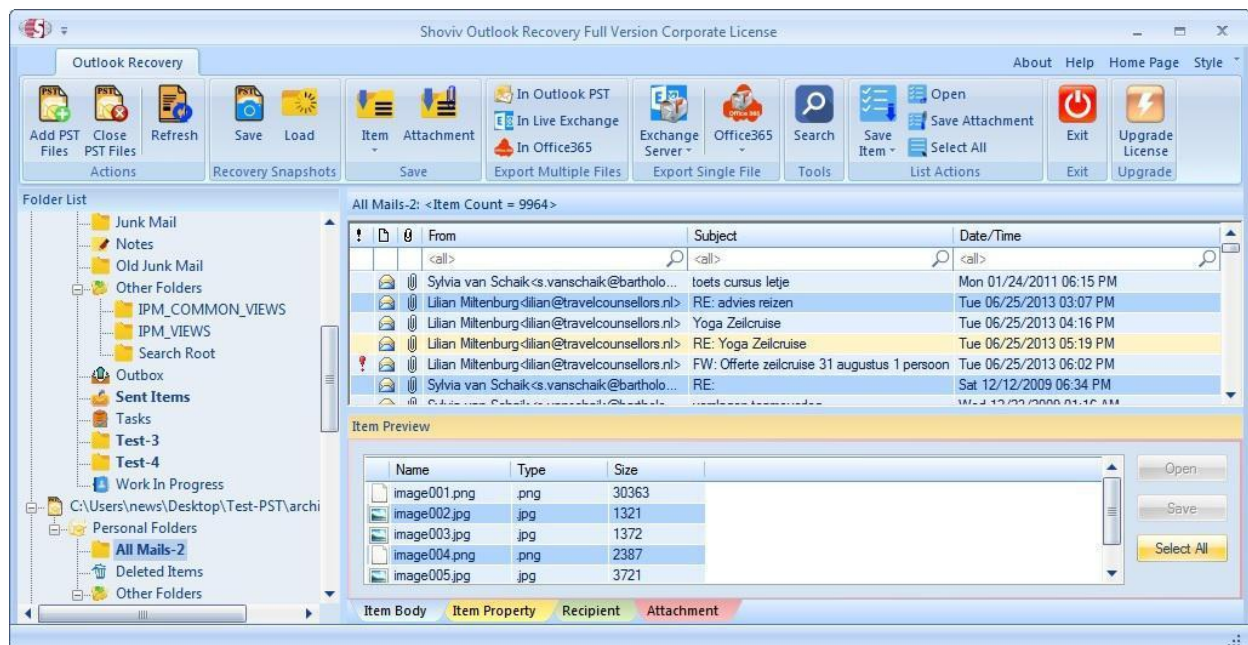 Shoviv Outlook Recovery Full Version Corporate License
Outlook Recovery
About Help Home Page Style
Add PST Files
Close PST Files
Refresh
Save
Load
Item
Attachment
In Outlook PST
In Live Exchange
In Office365
Exchange Server
Office365
Search
Save Item
Open
Save Attachment
Select All
Exit
Upgrade License
Actions
Recovery Snapshots
Save
Export Multiple Files
Export Single File
Tools
List Actions
Exit
Upgrade
Folder List
Junk Mail
Notes
Old Junk Mail
Other Folders
IPM_COMMON_VIEWS
IPM_VIEWS
Search Root
Outbox
Sent Items
Tasks
Test-3
Test-4
Work In Progress
C:\Users\news\Desktop\Test-PST\archi
Personal Folders
All Mails-2
Deleted Items
Other Folders
All Mails-2: <Item Count = 9964>
From Subject Date/Time
<all> <all> <all>
Sylvia van Schaik<s.vanschaik@bartholo... toets cursus letje Mon 01/24/2011 06:15 PM
Lilian Miltenburg<lilian@travelcounsellors.nl> RE: advies reizen Tue 06/25/2013 03:07 PM
Lilian Miltenburg<lilian@travelcounsellors.nl> Yoga Zeilcruise Tue 06/25/2013 04:16 PM
Lilian Miltenburg<lilian@travelcounsellors.nl> RE: Yoga Zeilcruise Tue 06/25/2013 05:19 PM
Lilian Miltenburg<lilian@travelcounsellors.nl> FW: Offerte zeilcruise 31 augustus 1 persoon Tue 06/25/2013 06:02 PM
Sylvia van Schaik<s.vanschaik@bartholo... RE: Sat 12/12/2009 06:34 PM
Item Preview
Name Type Size
image001.png .png 30363
image002.jpg .jpg 1321
image003.jpg .jpg 1372
image004.png .png 2387
image005.jpg .jpg 3721
Open
Save
Select All
Item Body Item Property Recipient Attachment